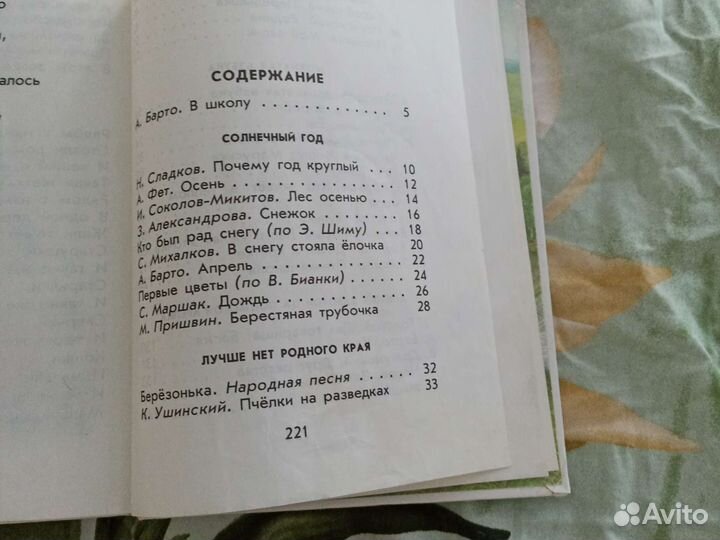 о
,
алось
СОДЕРЖАНИЕ
А. Барто. В школу . . . . . . . . . . . . 5
СОЛНЕЧНЫЙ ГОД
Н. Сладков. Почему год круглый . . . 10
А. Фет. Осень . . . . . . . . . . . . . . 12
И. Соколов-Микитов. Лес осенью . . . 14
З. Александрова. Снежок . . . . . . . 16
Кто был рад снегу (по Э. Шиму) . . . 18
С. Михалков. В снегу стояла ёлочка 20
А. Барто. Апрель . . . . . . . . . . . . 22
Первые цветы (по В. Бианки) . . . . 24
С. Маршак. Дождь . . . . . . . . . . . 26
М. Пришвин. Берестяная трубочка 28
ЛУЧШЕ НЕТ РОДНОГО КРАЯ
Берёзонька. Народная песня . . . . . . 32
К. Ушинский. Пчёлки на разведках 33
221
Avito